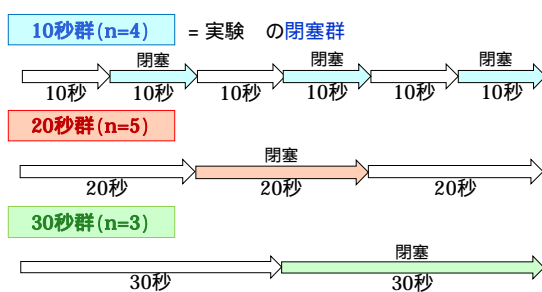 10秒群(n=4) = 実験 の閉塞群
閉塞 閉塞 閉塞
10秒 10秒 10秒 10秒 10秒 10秒
20秒群(n=5)
閉塞
20秒 20秒 20秒
30秒群(n=3)
閉塞
30秒 30秒